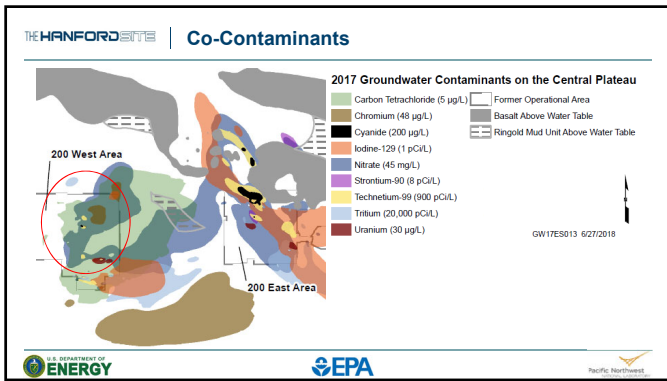 THE HANFORD SITE
Co-Contaminants
2017 Groundwater Contaminants on the Central Plateau
Carbon Tetrachloride (5 µg/L)
Chromium (48 µg/L)
Cyanide (200 µg/L)
Iodine-129 (1 pCi/L)
Nitrate (45 mg/L)
Strontium-90 (8 pCi/L)
Technetium-99 (900 pCi/L)
Tritium (20,000 pCi/L)
Uranium (30 µg/L)
Former Operational Area
Basalt Above Water Table
Ringold Mud Unit Above Water Table
200 West Area
200 East Area
GW17ES013 6/27/2018
U.S. DEPARTMENT OF
ENERGY
EPA
Pacific Northwest
NATIONAL LABORATORY